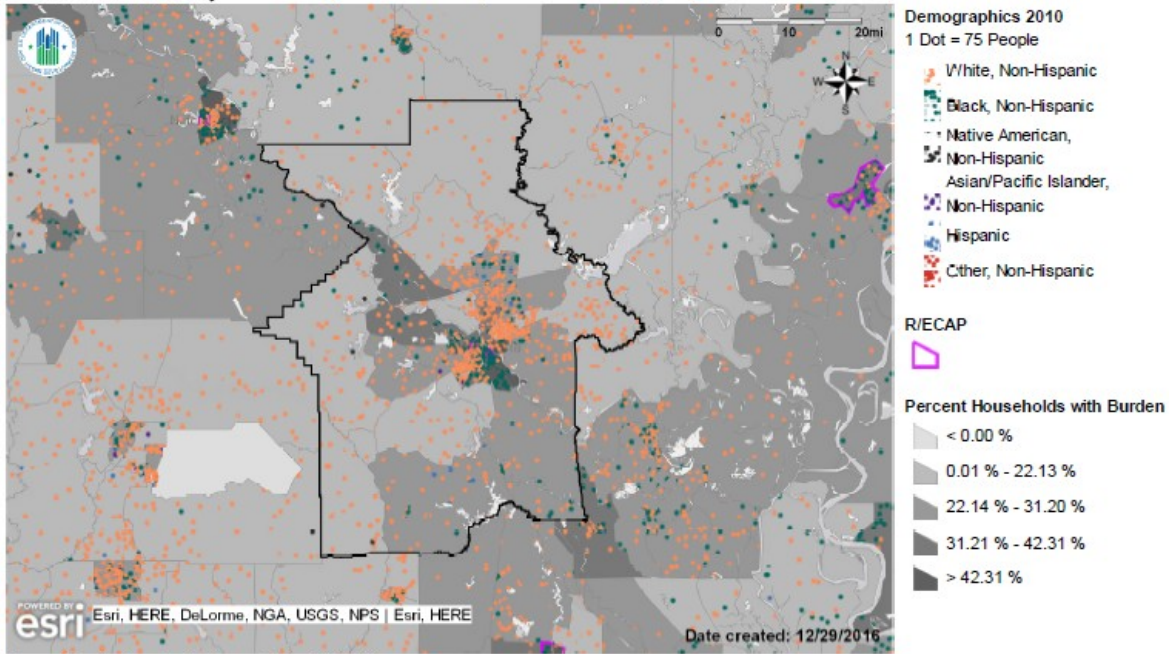 0 10 20mi
N
W E
S
POWERED BY
esri
Esri, HERE, DeLorme, NGA, USGS, NPS | Esri, HERE
Date created: 12/29/2016
Demographics 2010
1 Dot = 75 People
White, Non-Hispanic
Black, Non-Hispanic
Native American,
Non-Hispanic
Asian/Pacific Islander,
Non-Hispanic
Hispanic
Other, Non-Hispanic
R/ECAP
Percent Households with Burden
< 0.00 %
0.01 % - 22.13 %
22.14 % - 31.20 %
31.21 % - 42.31 %
> 42.31 %